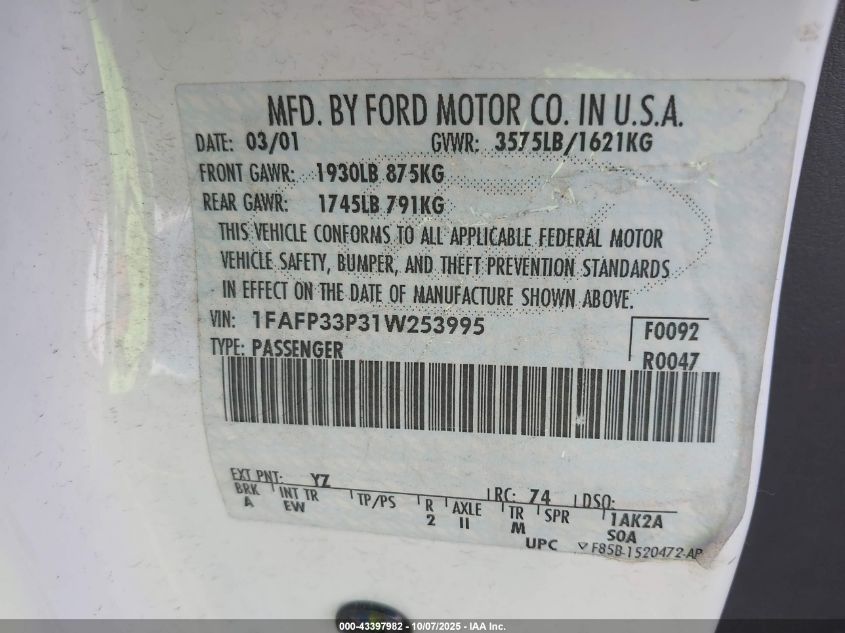 MFD. BY FORD MOTOR CO. IN U.S.A.
DATE: 03/01 GVWR: 3575LB/1621KG
FRONT GAWR: 1930LB 875KG
REAR GAWR: 1745LB 791KG
THIS VEHICLE CONFORMS TO ALL APPLICABLE FEDERAL MOTOR
VEHICLE SAFETY, BUMPER, AND THEFT PREVENTION STANDARDS
IN EFFECT ON THE DATE OF MANUFACTURE SHOWN ABOVE.
VIN: 1FAFP33P31W253995 F0092
TYPE: PASSENGER R0047
EXT PNT: YZ RC: 74 DSO:
BRK INT TR TP/PS R AXLE TR SPR 1AK2A
A EW 2 II M SOA
UPC F85B-1520472-AP
000-43397982 | 10/07/2025 - IAA Inc.